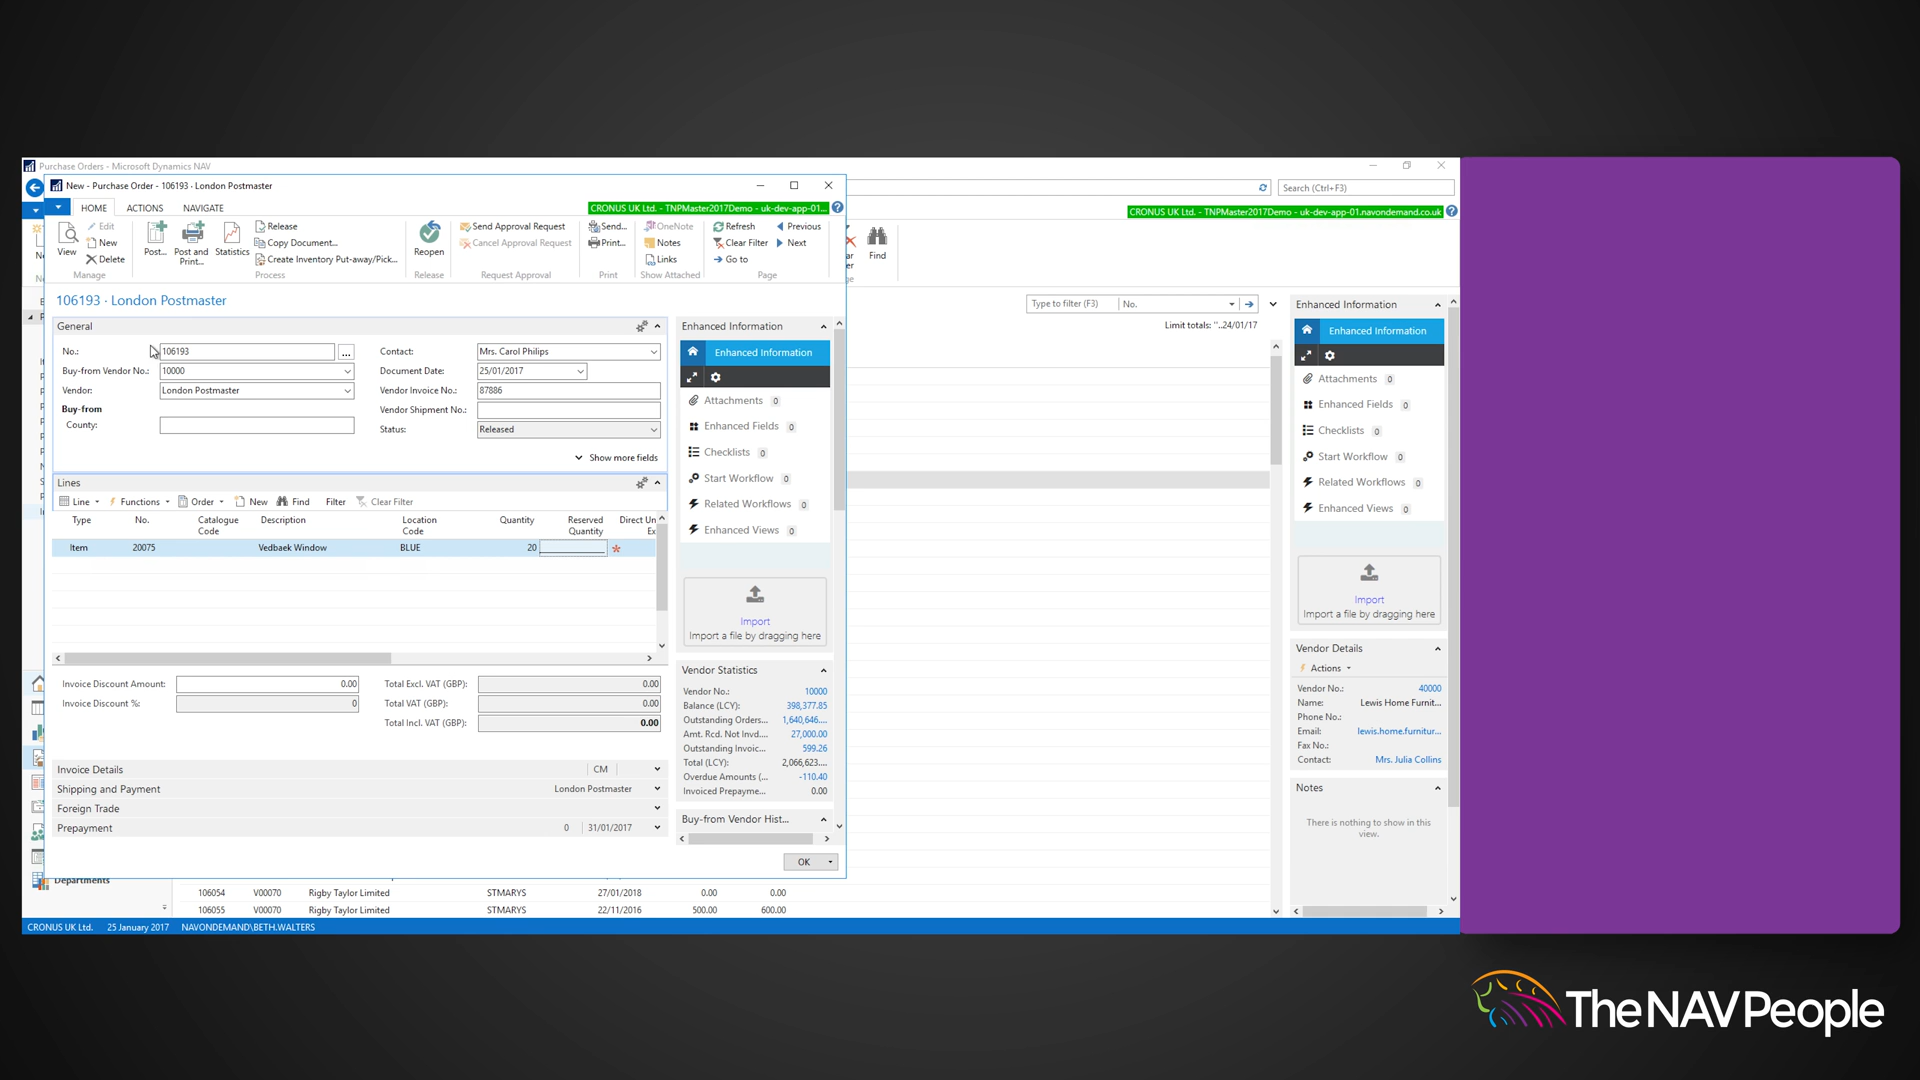 Purchase Orders - Microsoft Dynamics NAV
New - Purchase Order - 106193 · London Postmaster
Search (Ctrl+F3)
HOME ACTIONS NAVIGATE
CRONUS UK Ltd. - TNPMaster2017Demo - uk-dev-app-01...
CRONUS UK Ltd. - TNPMaster2017Demo - uk-dev-app-01.navondemand.co.uk
View
Edit
New
Delete
Manage
Post...
Post and Print...
Statistics
Release
Copy Document...
Create Inventory Put-away/Pick...
Process
Reopen
Release
Send Approval Request
Cancel Approval Request
Request Approval
Send...
Print...
Print
OneNote
Notes
Links
Show Attached
Refresh
Clear Filter
Go to
Previous
Next
Page
Find
106193 · London Postmaster
Type to filter (F3) No.
Limit totals: ''..24/01/17
General
No.: 106193 ...
Buy-from Vendor No.: 10000
Vendor: London Postmaster
Buy-from
County:
Contact: Mrs. Carol Philips
Document Date: 25/01/2017
Vendor Invoice No.: 87886
Vendor Shipment No.:
Status: Released
Show more fields
Lines
Line Functions Order New Find Filter Clear Filter
Type No. Catalogue Code Description Location Code Quantity Reserved Quantity Direct Un Ex
Item 20075 Vedbaek Window BLUE 20
Invoice Discount Amount: 0.00
Invoice Discount %: 0
Total Excl. VAT (GBP): 0.00
Total VAT (GBP): 0.00
Total Incl. VAT (GBP): 0.00
Invoice Details CM
Shipping and Payment London Postmaster
Foreign Trade
Prepayment 0 31/01/2017
Enhanced Information
Enhanced Information
Attachments 0
Enhanced Fields 0
Checklists 0
Start Workflow 0
Related Workflows 0
Enhanced Views 0
Import
Import a file by dragging here
Vendor Statistics
Vendor No.: 10000
Balance (LCY): 398,377.85
Outstanding Orders... 1,640,646....
Amt. Rcd. Not Invd.... 27,000.00
Outstanding Invoic... 599.26
Total (LCY): 2,066,623....
Overdue Amounts (... -110.40
Invoiced Prepayme... 0.00
Buy-from Vendor Hist...
OK
Enhanced Information
Enhanced Information
Attachments 0
Enhanced Fields 0
Checklists 0
Start Workflow 0
Related Workflows 0
Enhanced Views 0
Import
Import a file by dragging here
Vendor Details
Actions
Vendor No.: 40000
Name: Lewis Home Furnit...
Phone No.:
Email: lewis.home.furnitur...
Fax No.:
Contact: Mrs. Julia Collins
Notes
There is nothing to show in this view.
Departments
106054 V00070 Rigby Taylor Limited STMARYS 27/01/2018 0.00 0.00
106055 V00070 Rigby Taylor Limited STMARYS 22/11/2016 500.00 600.00
CRONUS UK Ltd. 25 January 2017 NAVONDEMAND\BETH.WALTERS
TheNAVPeople